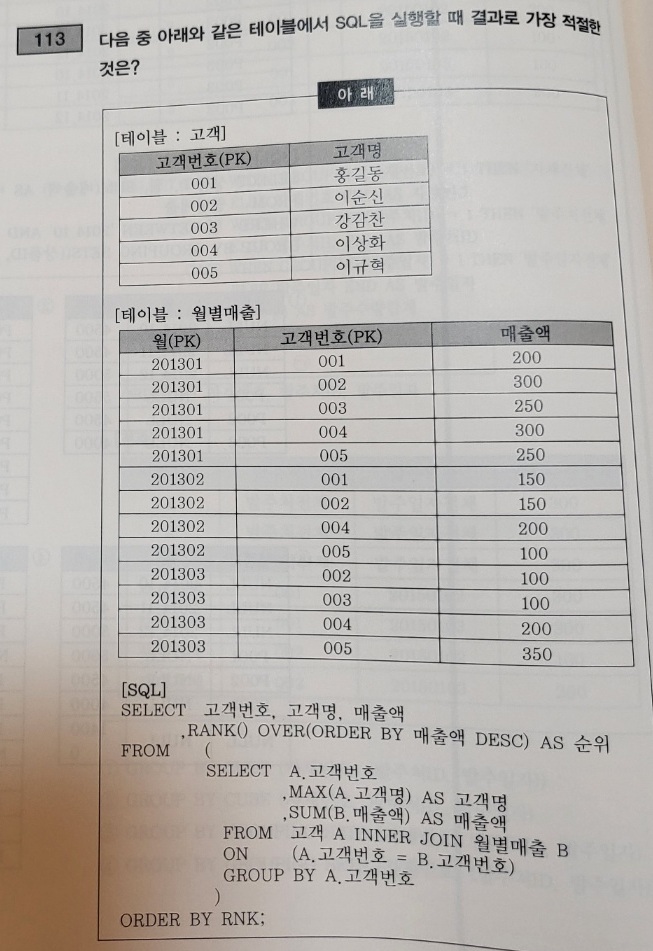 113 다음 중 아래와 같은 테이블에서 SQL을 실행할 때 결과로 가장 적절한
것은?
아 래
[테이블 : 고객]
고객번호(PK) 고객명
001 홍길동
002 이순신
003 강감찬
004 이상화
005 이규혁
[테이블 : 월별매출]
월(PK) 고객번호(PK) 매출액
201301 001 200
201301 002 300
201301 003 250
201301 004 300
201301 005 250
201302 001 150
201302 002 150
201302 004 200
201302 005 100
201303 002 100
201303 003 100
201303 004 200
201303 005 350
[SQL]
SELECT 고객번호, 고객명, 매출액
,RANK() OVER(ORDER BY 매출액 DESC) AS 순위
FROM (
SELECT A.고객번호
,MAX(A.고객명) AS 고객명
,SUM(B.매출액) AS 매출액
FROM 고객 A INNER JOIN 월별매출 B
ON (A.고객번호 = B.고객번호)
GROUP BY A.고객번호
)
ORDER BY RNK;